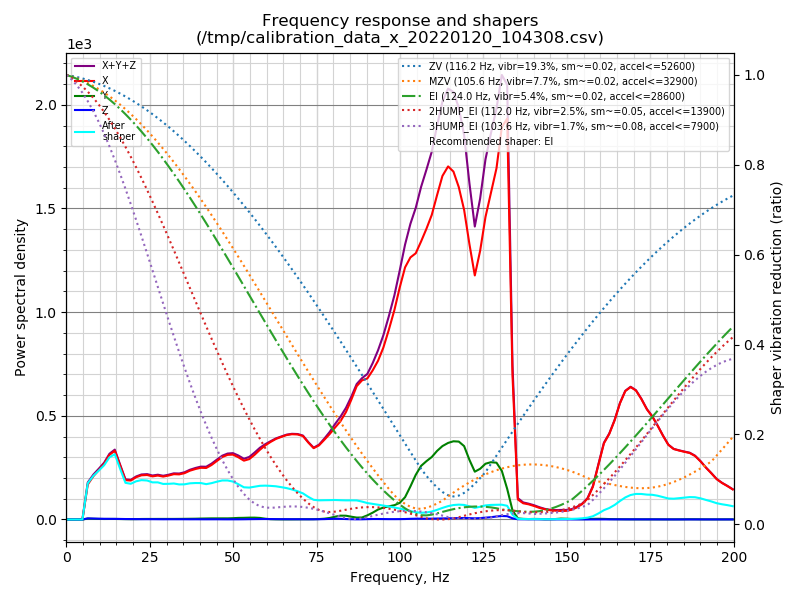 Frequency response and shapers
(/tmp/calibration_data_x_20220120_104308.csv)
1e3
X+Y+Z
X
Y
Z
After
shaper
ZV (116.2 Hz, vibr=19.3%, sm~=0.02, accel<=52600)
MZV (105.6 Hz, vibr=7.7%, sm~=0.02, accel<=32900)
EI (124.0 Hz, vibr=5.4%, sm~=0.02, accel<=28600)
2HUMP_EI (112.0 Hz, vibr=2.5%, sm~=0.05, accel<=13900)
3HUMP_EI (103.6 Hz, vibr=1.7%, sm~=0.08, accel<=7900)
Recommended shaper: EI
2.0
1.5
1.0
0.5
0.0
Power spectral density
1.0
0.8
0.6
0.4
0.2
0.0
Shaper vibration reduction (ratio)
0 25 50 75 100 125 150 175 200
Frequency, Hz